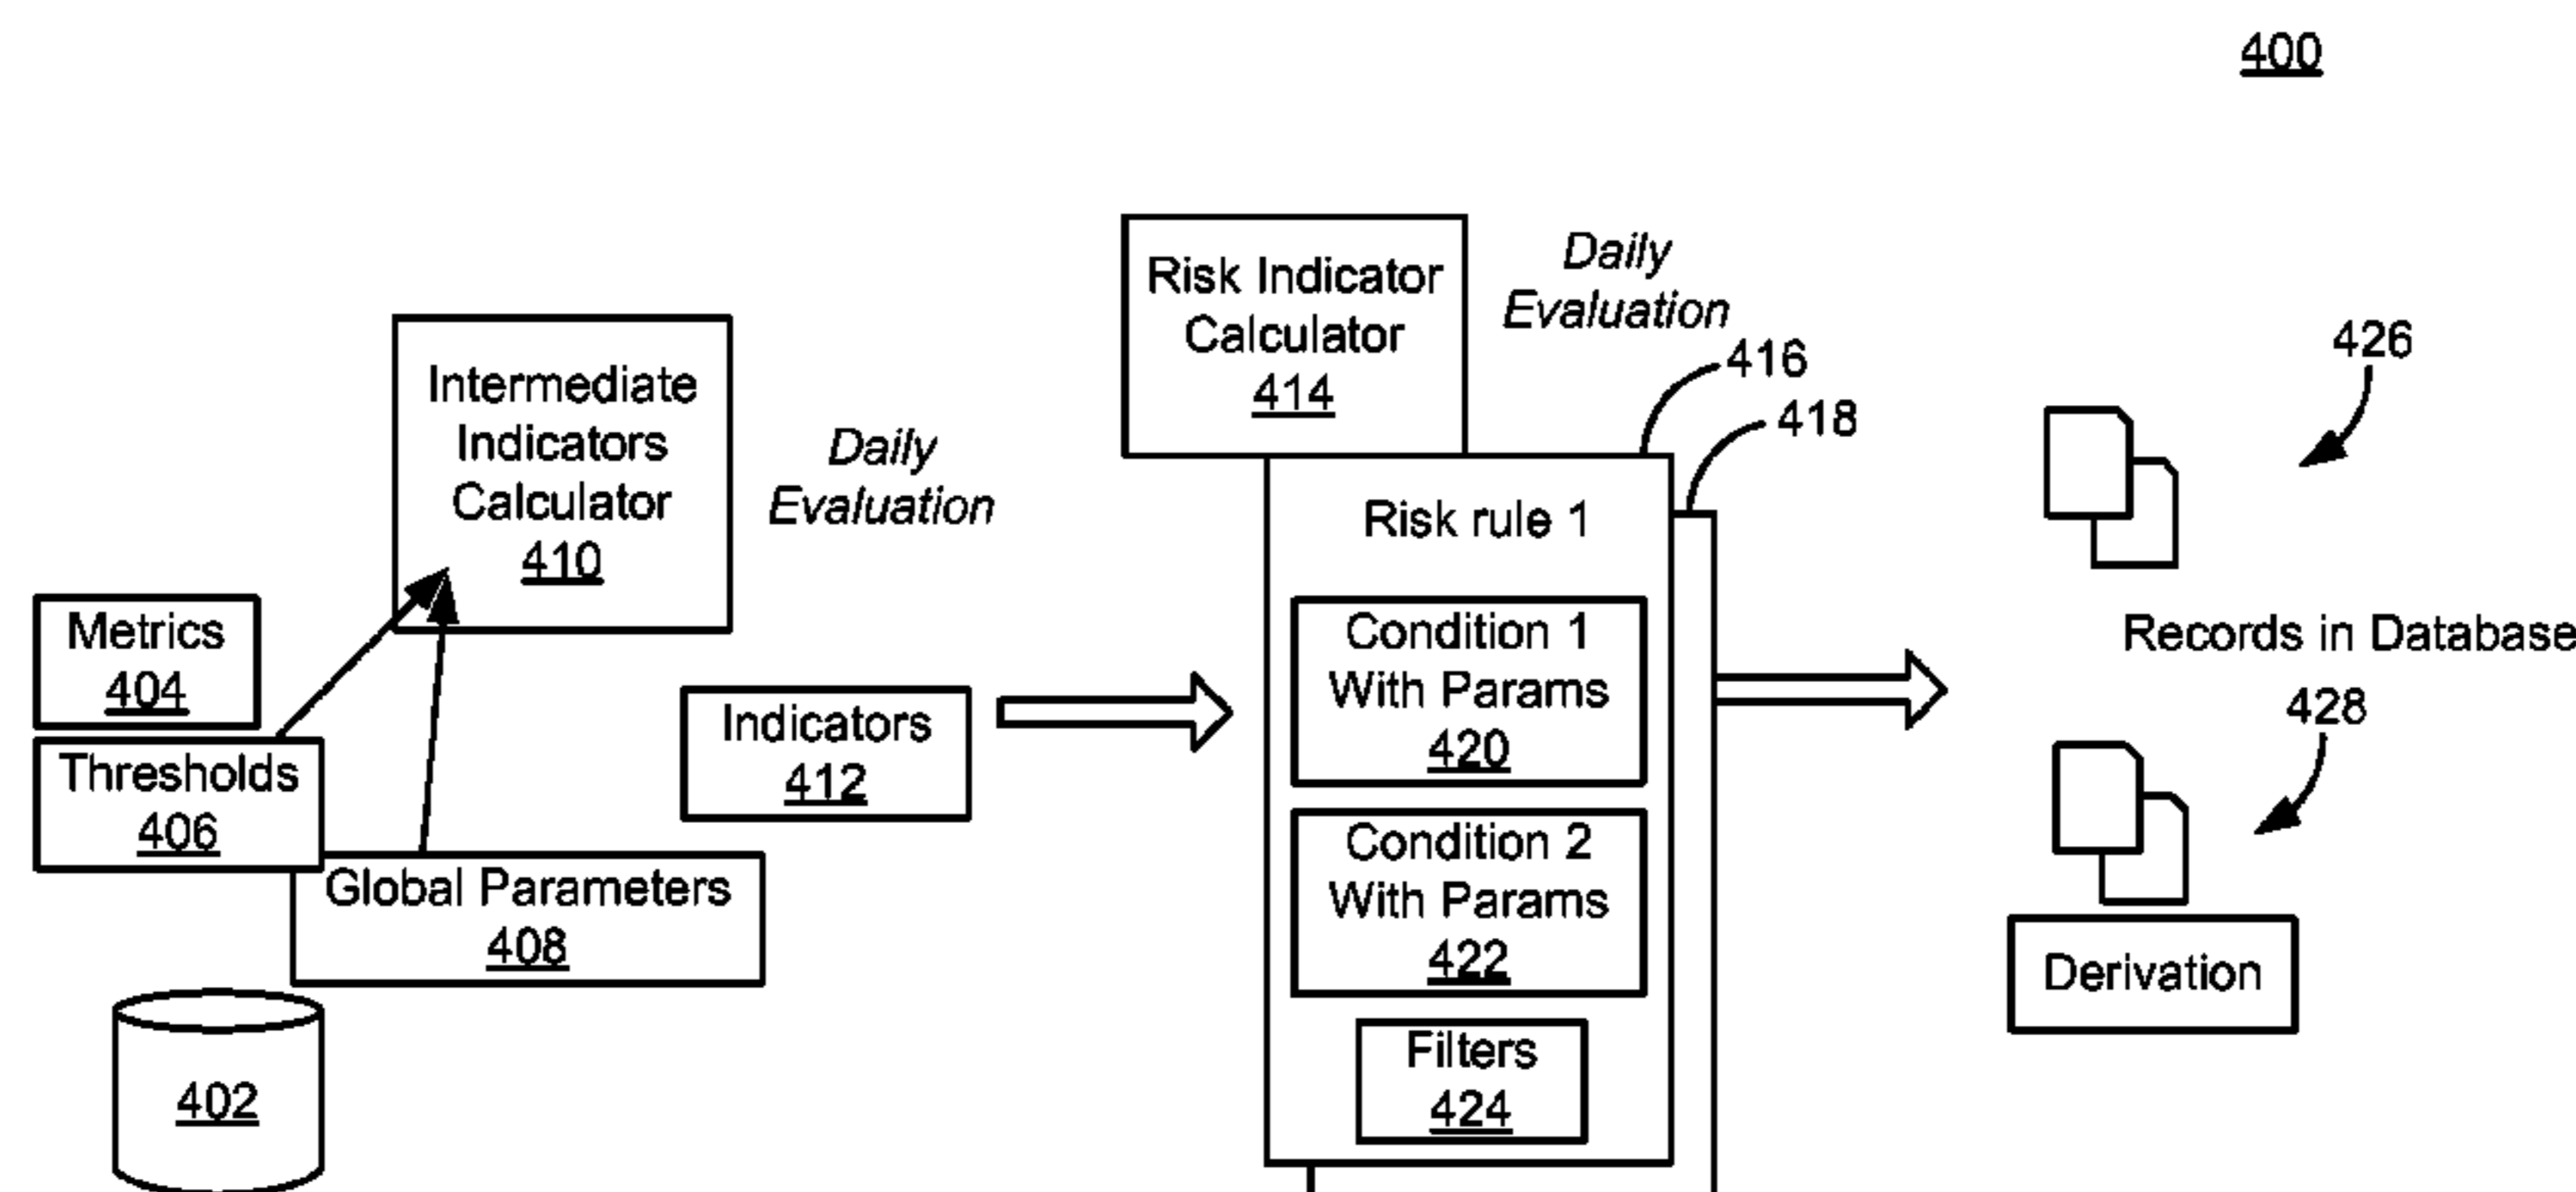 400
Risk Indicator
Calculator
414
Daily
Evaluation
416
418
426
Intermediate
Indicators
Calculator
410
Daily
Evaluation
Metrics
404
Thresholds
406
Global Parameters
408
402
Indicators
412
Risk rule 1
Condition 1
With Params
420
Condition 2
With Params
422
Filters
424
Records in Database
428
Derivation